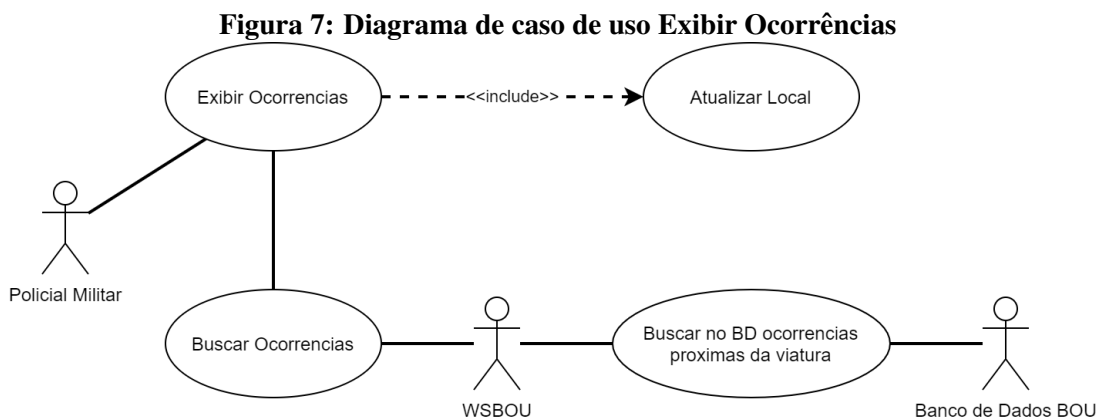 Figura 7: Diagrama de caso de uso Exibir Ocorrências
Exibir Ocorrencias
<<include>>
Atualizar Local
Policial Militar
Buscar Ocorrencias
Buscar no BD ocorrencias
proximas da viatura
WSBOU
Banco de Dados BOU